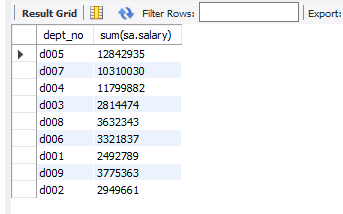 Result Grid Filter Rows: Export:
dept_no sum(sa.salary)
d005 12842935
d007 10310030
d004 11799882
d003 2814474
d008 3632343
d006 3321837
d001 2492789
d009 3775363
d002 2949661